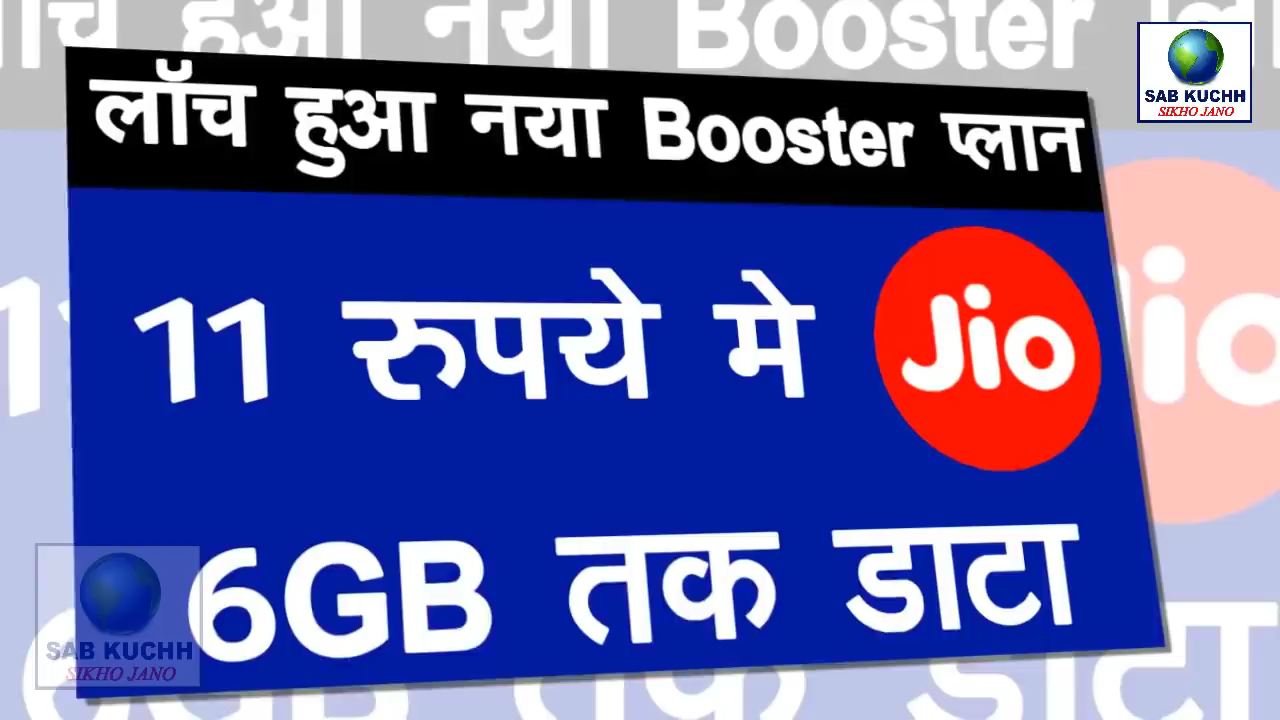 SAB KUCHH
SIKHO JANO
लॉच हुआ नया Booster प्लान
11 रुपये मे Jio
6GB तक डाटा
SAB KUCHH
SIKHO JANO